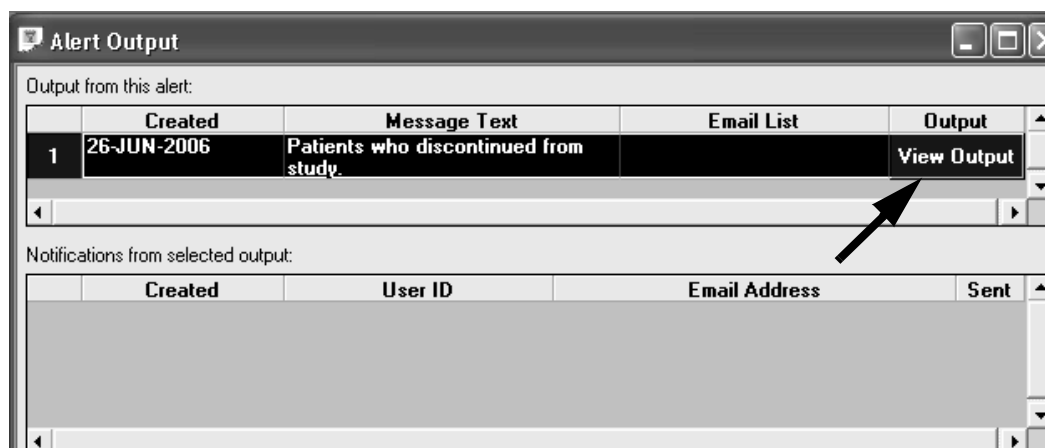 Alert Output
Output from this alert:
Created Message Text Email List Output
1 26-JUN-2006 Patients who discontinued from View Output
study.
Notifications from selected output:
Created User ID Email Address Sent